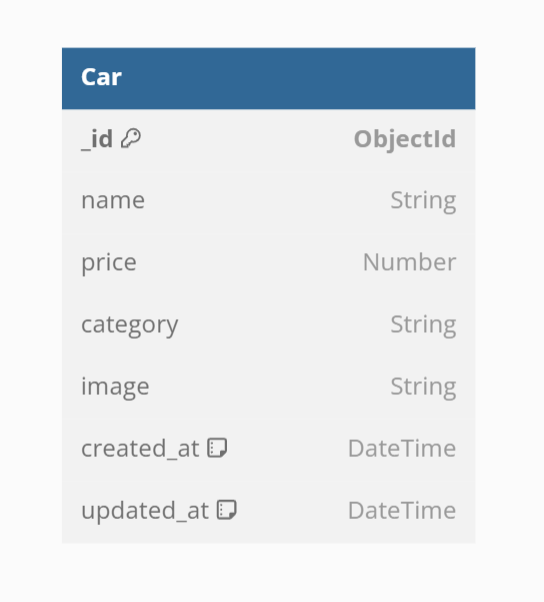 Car
_id ObjectId
name String
price Number
category String
image String
created_at DateTime
updated_at DateTime